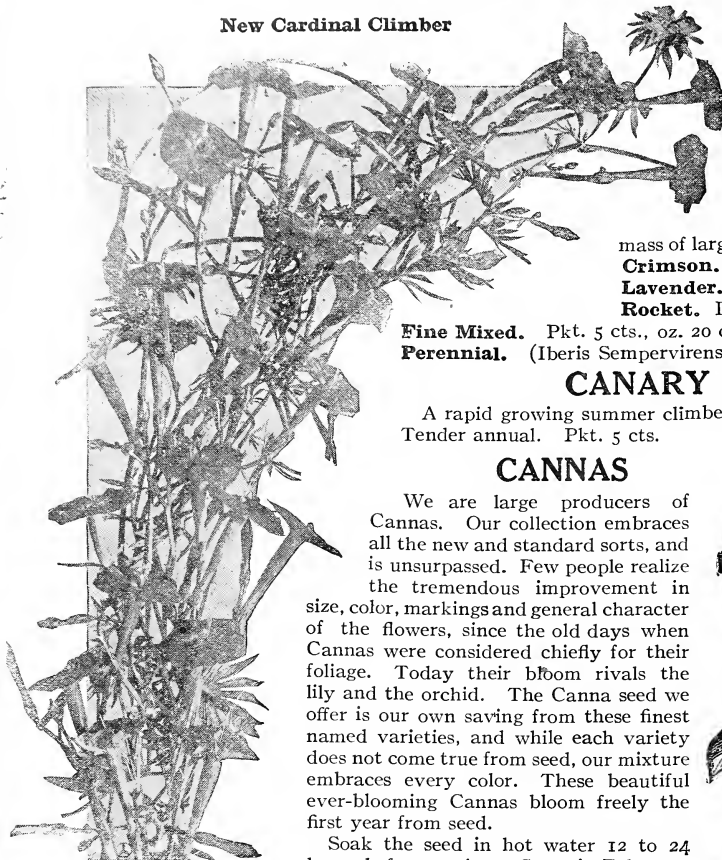 New Cardinal Climber
mass of larg
Crimson.
Lavender.
Rocket. I
Fine Mixed. Pkt. 5 cts., oz. 20 c
Perennial. (Iberis Sempervirens
CANARY
A rapid growing summer climbe
Tender annual. Pkt. 5 cts.
CANNAS
We are large producers of
Cannas. Our collection embraces
all the new and standard sorts, and
is unsurpassed. Few people realize
the tremendous improvement in
size, color, markings and general character
of the flowers, since the old days when
Cannas were considered chiefly for their
foliage. Today their bloom rivals the
lily and the orchid. The Canna seed we
offer is our own saving from these finest
named varieties, and while each variety
does not come true from seed, our mixture
embraces every color. These beautiful
ever-blooming Cannas bloom freely the
first year from seed.
Soak the seed in hot water 12 to 24